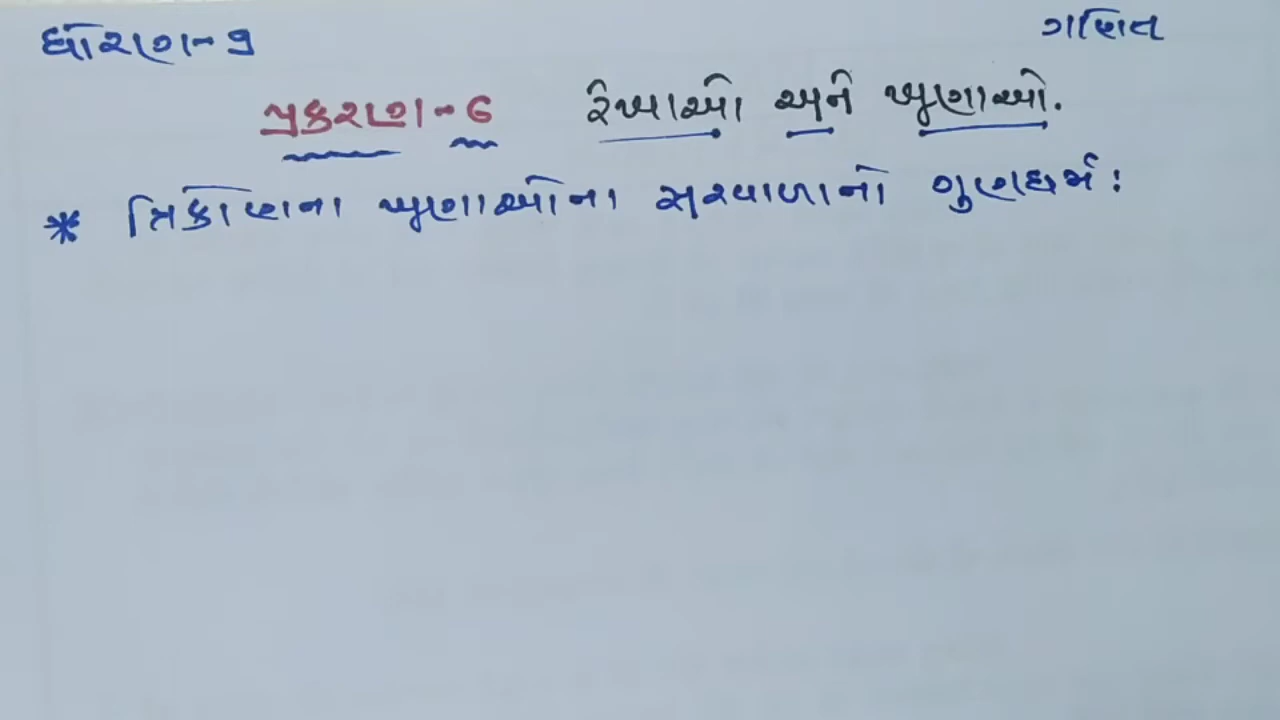 ધોરણ-૭ ગણિત
પ્રકરણ-6 રેખાઓ અને ખૂણાઓ.
* ત્રિકોણના ખૂણાઓના સરવાળાનો ગુણધર્મ: